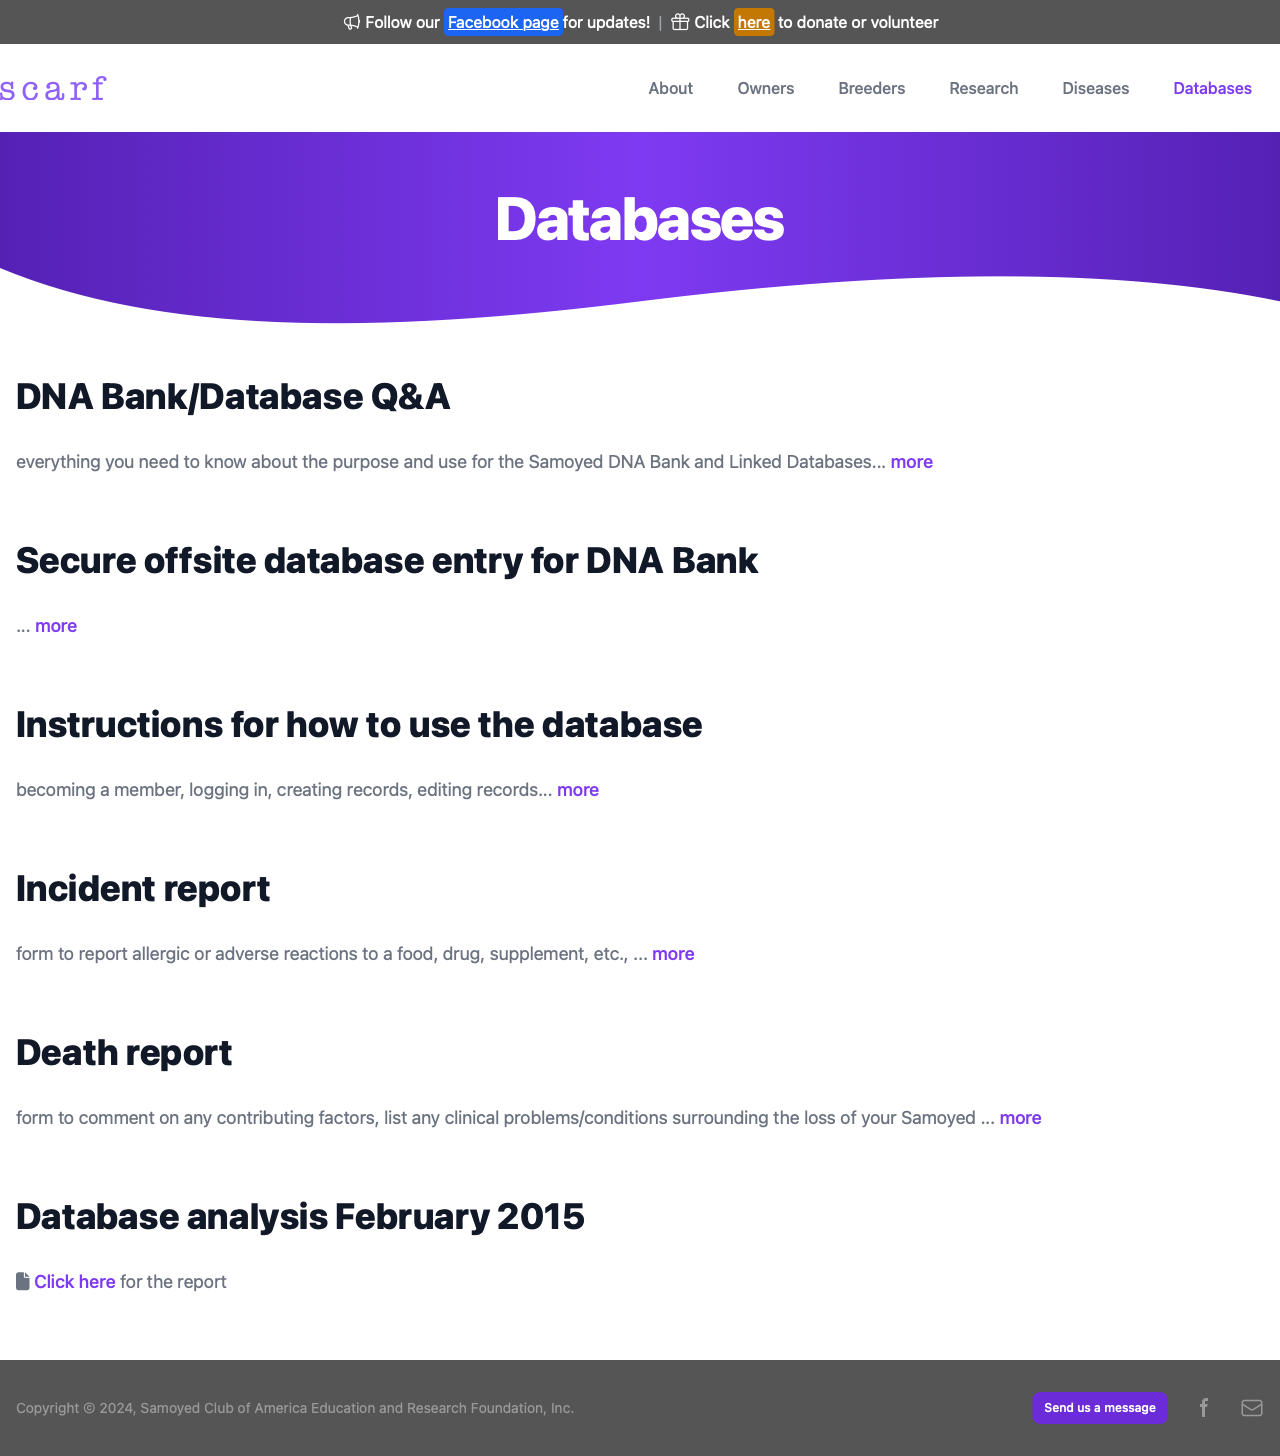 Follow our Facebook page for updates! | Click here to donate or volunteer
scarf
About Owners Breeders Research Diseases Databases
Databases
DNA Bank/Database Q&A
everything you need to know about the purpose and use for the Samoyed DNA Bank and Linked Databases... more
Secure offsite database entry for DNA Bank
... more
Instructions for how to use the database
becoming a member, logging in, creating records, editing records... more
Incident report
form to report allergic or adverse reactions to a food, drug, supplement, etc., ... more
Death report
form to comment on any contributing factors, list any clinical problems/conditions surrounding the loss of your Samoyed ... more
Database analysis February 2015
Click here for the report
Copyright © 2024, Samoyed Club of America Education and Research Foundation, Inc.
Send us a message